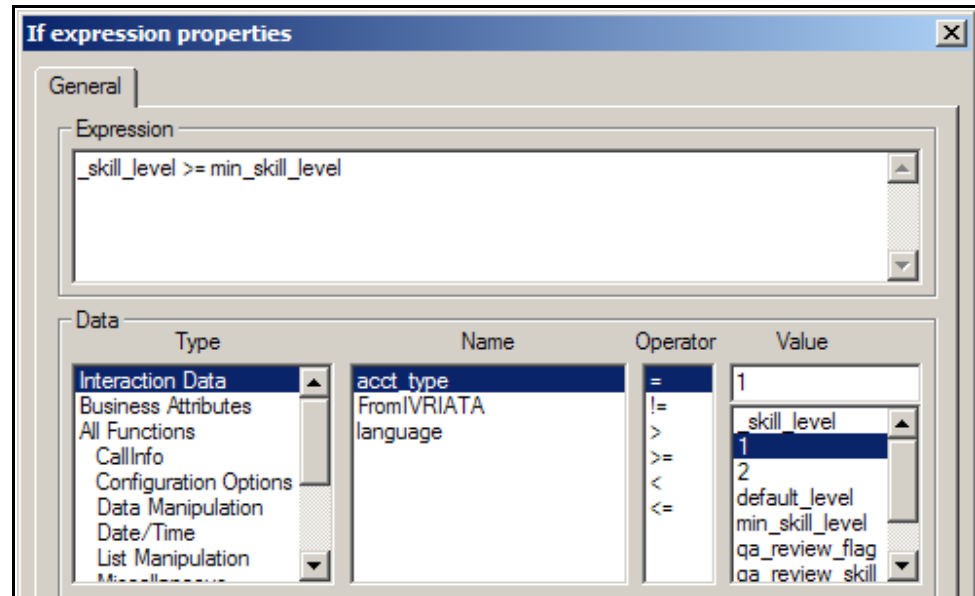 If expression properties
General
Expression
_skill_level >= min_skill_level
Data
Type Name Operator Value
Interaction Data
Business Attributes
All Functions
CallInfo
Configuration Options
Data Manipulation
Date/Time
List Manipulation
acct_type
FromIVRIATA
language
=
!=
>
>=
<
<=
1
_skill_level
1
2
default_level
min_skill_level
qa_review_flag
qa_review_skill